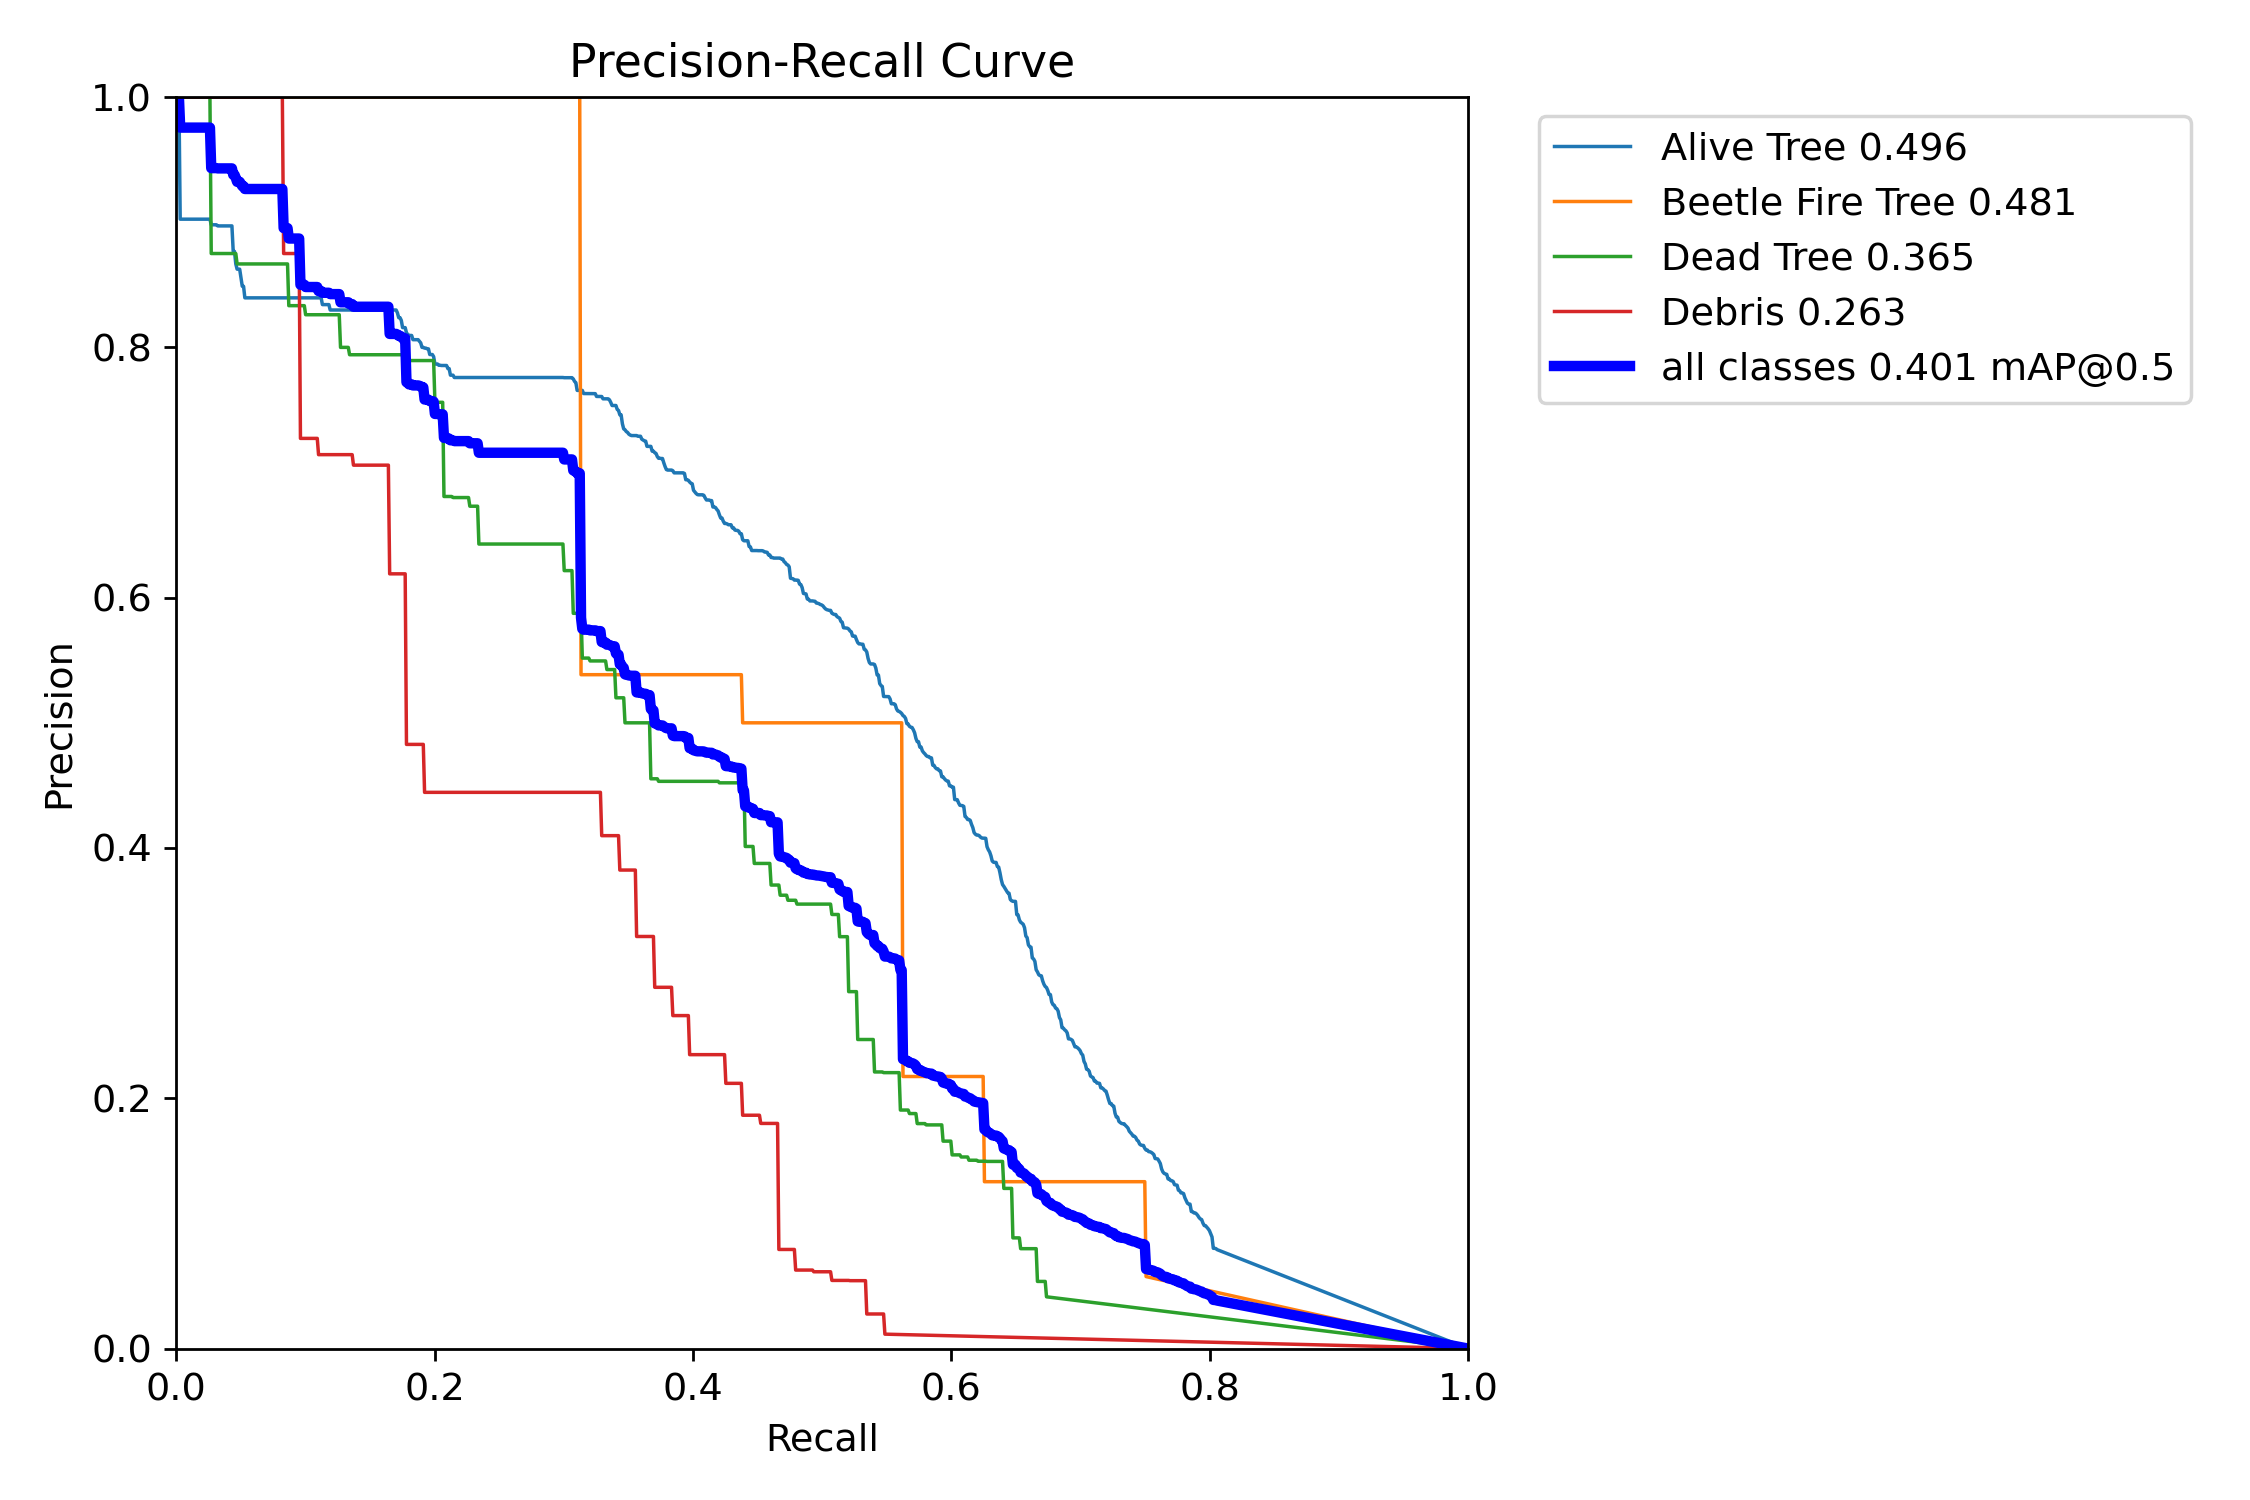 Precision-Recall Curve
1.0
0.8
0.6
0.4
0.2
0.0
Precision
0.0 0.2 0.4 0.6 0.8 1.0
Recall
Alive Tree 0.496
Beetle Fire Tree 0.481
Dead Tree 0.365
Debris 0.263
all classes 0.401 mAP@0.5